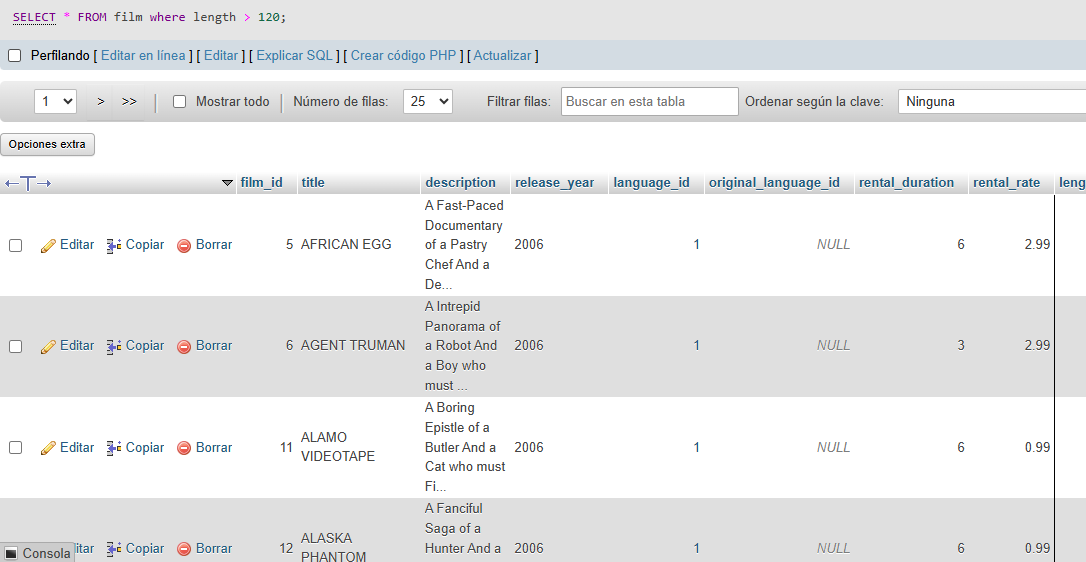 SELECT * FROM film where length > 120;
Perfilando [ Editar en línea ] [ Editar ] [ Explicar SQL ] [ Crear código PHP ] [ Actualizar ]
1 > >> Mostrar todo Número de filas: 25 Filtrar filas: Buscar en esta tabla Ordenar según la clave: Ninguna
Opciones extra
←T→ film_id title description release_year language_id original_language_id rental_duration rental_rate leng
Editar Copiar Borrar 5 AFRICAN EGG A Fast-Paced Documentary of a Pastry Chef And a De... 2006 1 NULL 6 2.99
Editar Copiar Borrar 6 AGENT TRUMAN A Intrepid Panorama of a Robot And a Boy who must ... 2006 1 NULL 3 2.99
Editar Copiar Borrar 11 ALAMO VIDEOTAPE A Boring Epistle of a Butler And a Cat who must Fi... 2006 1 NULL 6 0.99
itar Copiar Borrar 12 ALASKA PHANTOM A Fanciful Saga of a Hunter And a 2006 1 NULL 6 0.99
Consola